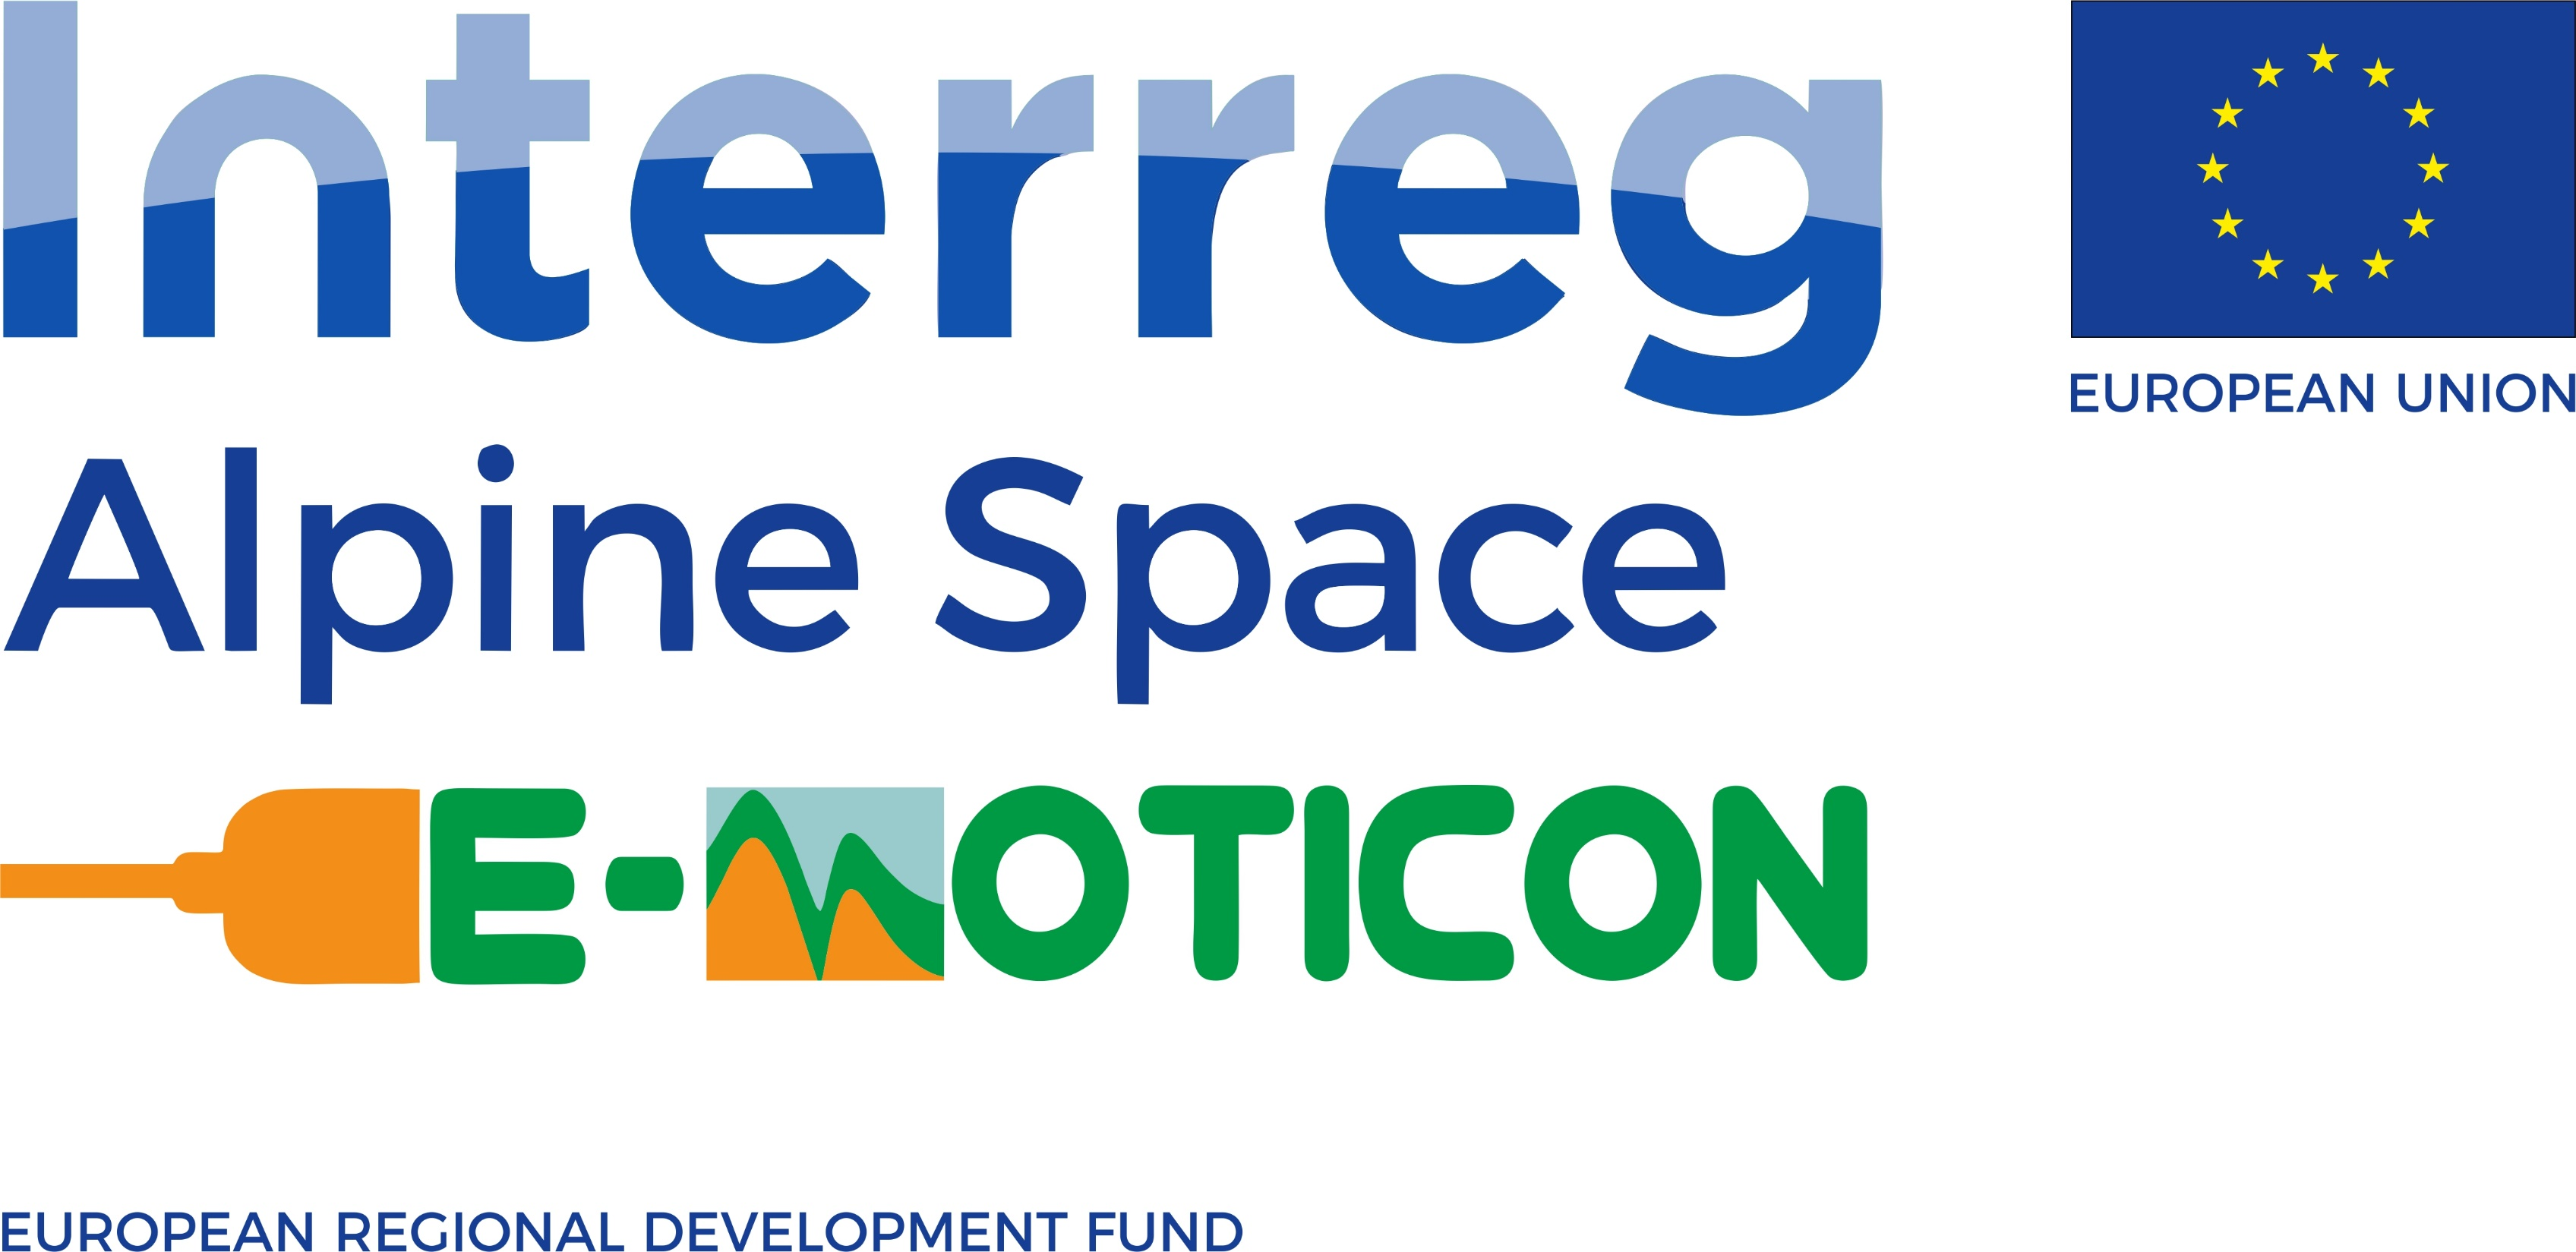 Interreg
EUROPEAN UNION
Alpine Space
E-MOTICON
EUROPEAN REGIONAL DEVELOPMENT FUND